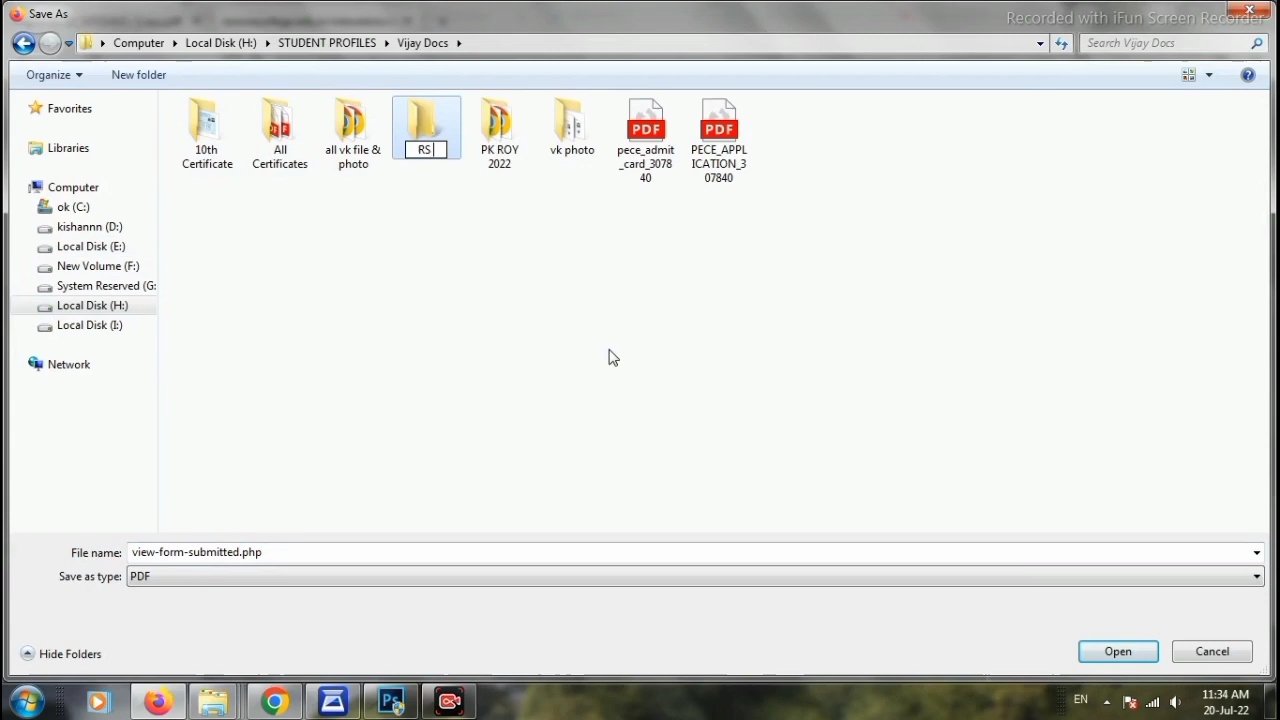 Save As
Recorded with iFun Screen Recorder
Computer
Local Disk (H:)
STUDENT PROFILES
Vijay Docs
Search Vijay Docs
Organize
New folder
Favorites
Libraries
Computer
ok (C:)
kishannn (D:)
Local Disk (E:)
New Volume (F:)
System Reserved (G:
Local Disk (H:)
Local Disk (I:)
Network
10th
Certificate
All
Certificates
all vk file &
photo
RS
PK ROY
2022
vk photo
pece_admit
_card_3078
40
PECE_APPL
ICATION_3
07840
File name:
view-form-submitted.php
Save as type:
PDF
Hide Folders
Open
Cancel
EN
11:34 AM
20-Jul-22